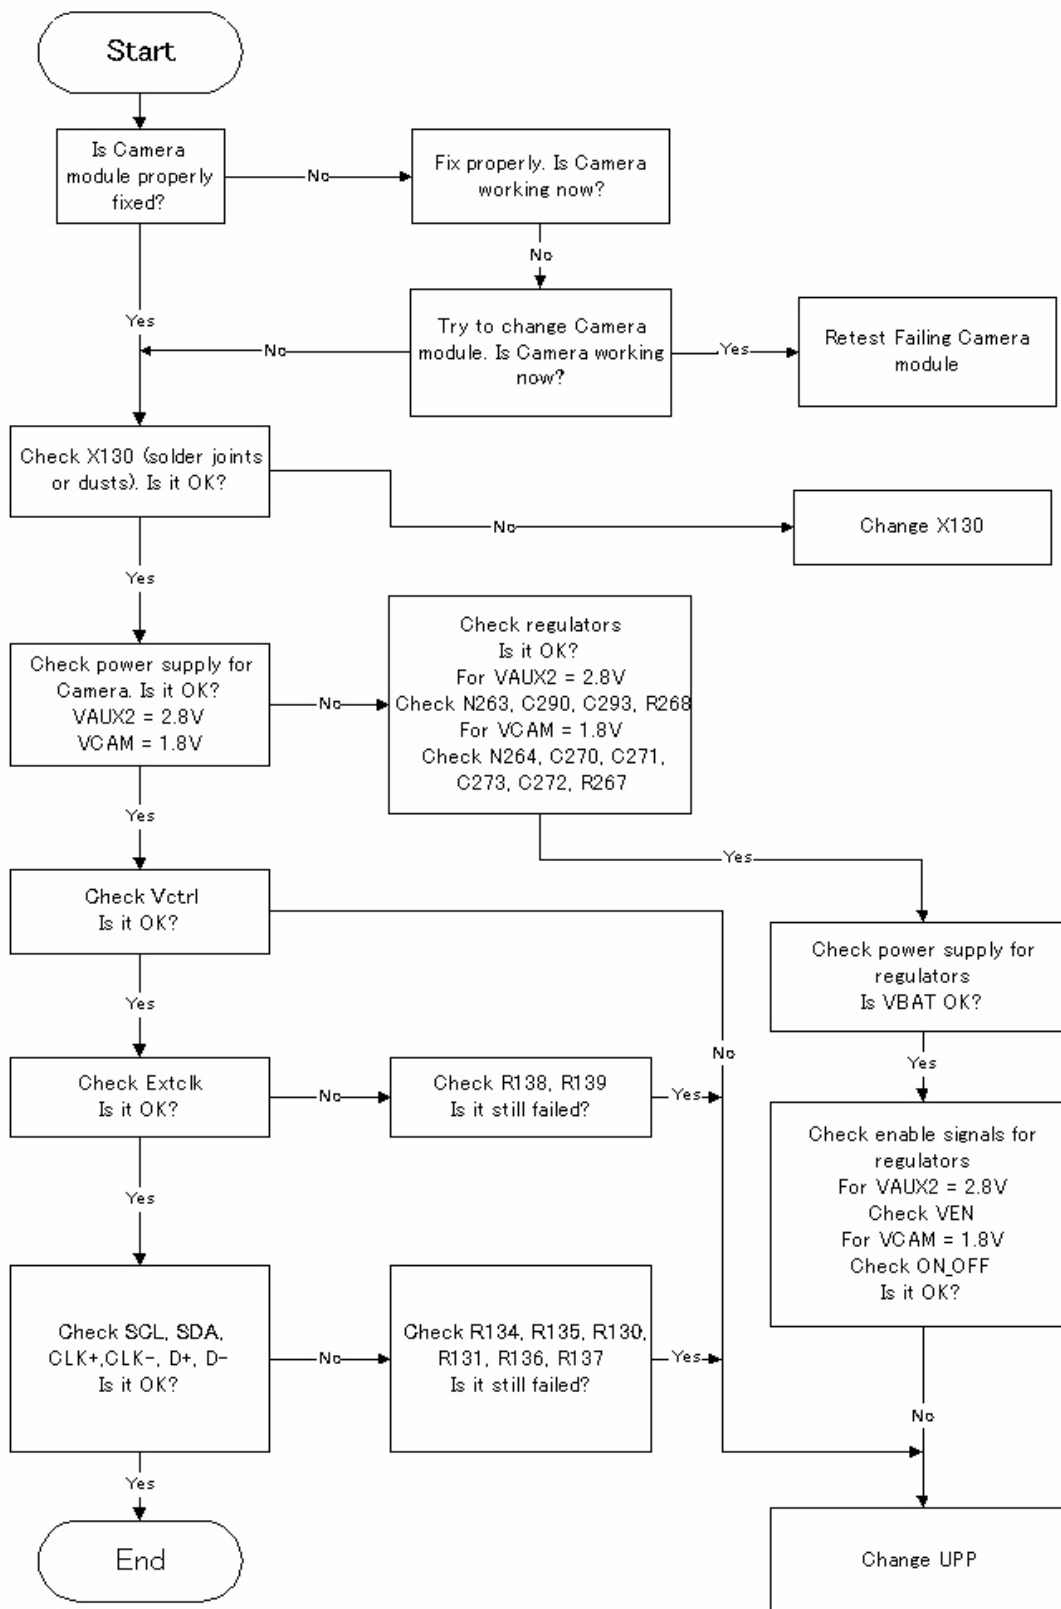 Start
Is Camera
module properly
fixed?
No
Fix properly. Is Camera
working now?
No
Yes
Try to change Camera
module. Is Camera working
now?
No
Yes
Retest Failing Camera
module
Check X130 (solder joints
or dusts). Is it OK?
No
Change X130
Yes
Check power supply for
Camera. Is it OK?
VAUX2 = 2.8V
VCAM = 1.8V
No
Check regulators
Is it OK?
For VAUX2 = 2.8V
Check N263, C290, C293, R268
For VCAM = 1.8V
Check N264, C270, C271,
C273, C272, R267
Yes
Yes
Check Vctrl
Is it OK?
No
Check power supply for
regulators
Is VBAT OK?
Yes
Yes
Check Extclk
Is it OK?
No
Check R138, R139
Is it still failed?
Yes
Check enable signals for
regulators
For VAUX2 = 2.8V
Check VEN
For VCAM = 1.8V
Check ON_OFF
Is it OK?
Yes
Check SCL, SDA,
CLK+,CLK-, D+, D-
Is it OK?
No
Check R134, R135, R130,
R131, R136, R137
Is it still failed?
Yes
No
Yes
End
Change UPP